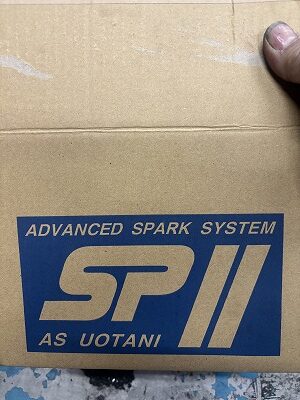 ADVANCED SPARK SYSTEM
SPII
AS UOTANI